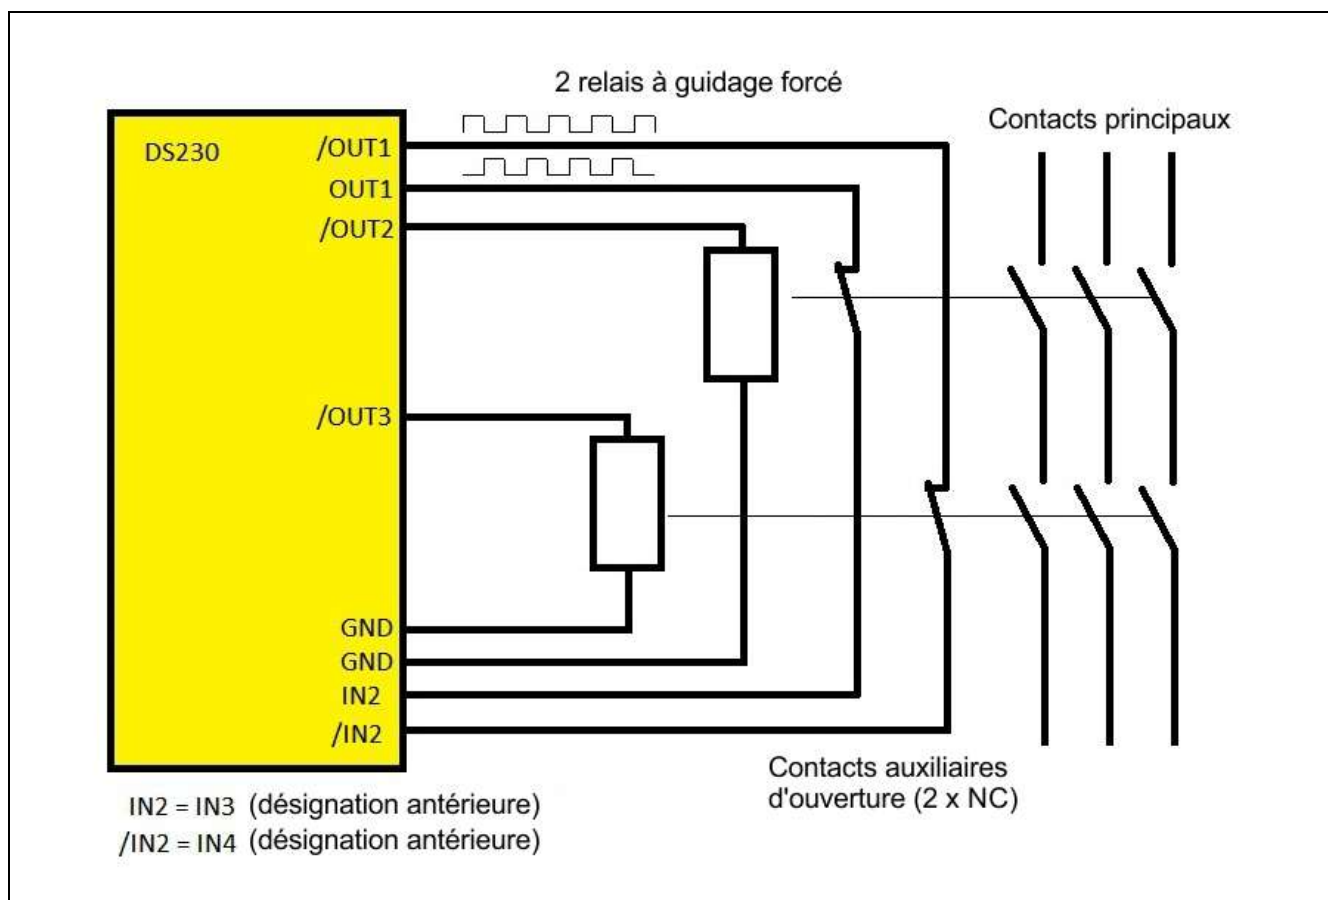 2 relais à guidage forcé
Contacts principaux
DS230
/OUT1
OUT1
/OUT2
/OUT3
GND
GND
IN2
/IN2
Contacts auxiliaires
d'ouverture (2 x NC)
IN2 = IN3 (désignation antérieure)
/IN2 = IN4 (désignation antérieure)